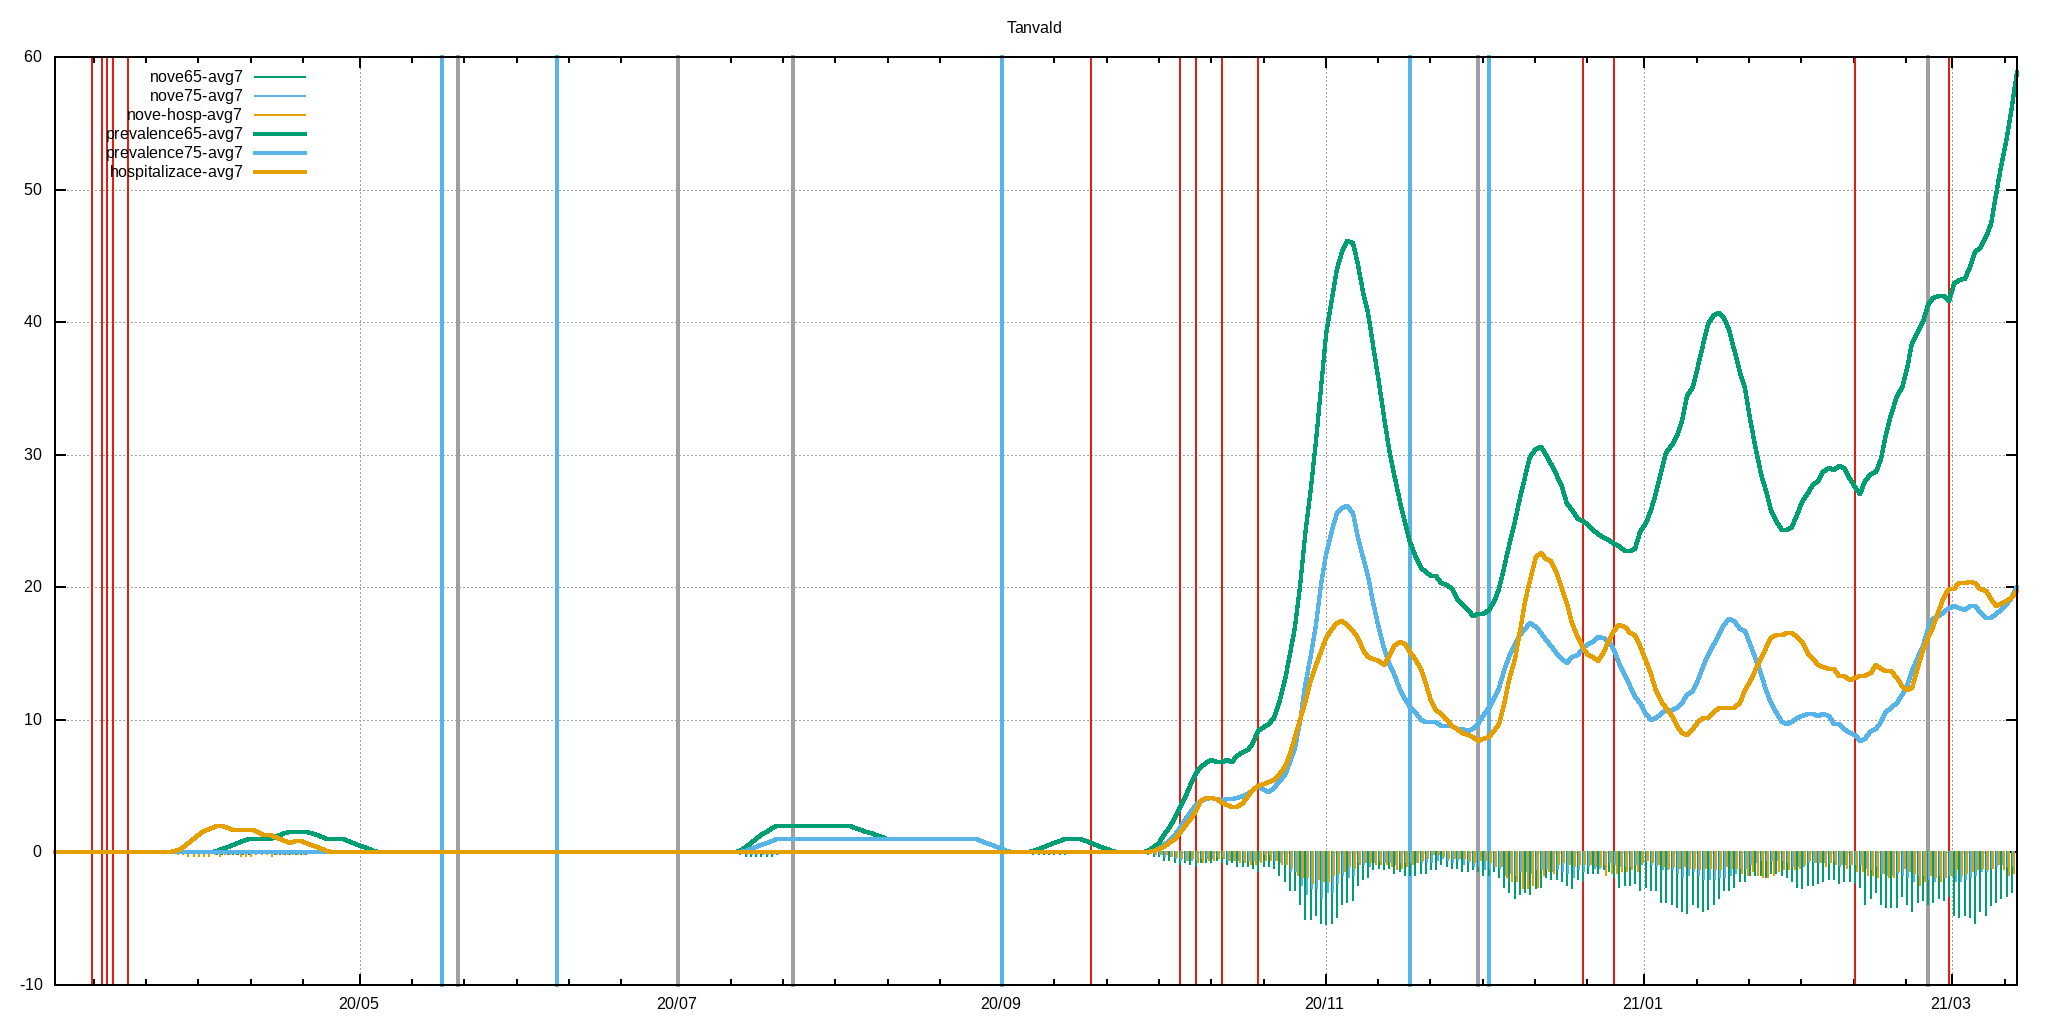 Tanvald
60
nove65-avg7
nove75-avg7
nove-hosp-avg7
prevalence65-avg7
prevalence75-avg7
hospitalizace-avg7
50
40
30
20
10
0
-10
20/05 20/07 20/09 20/11 21/01 21/03